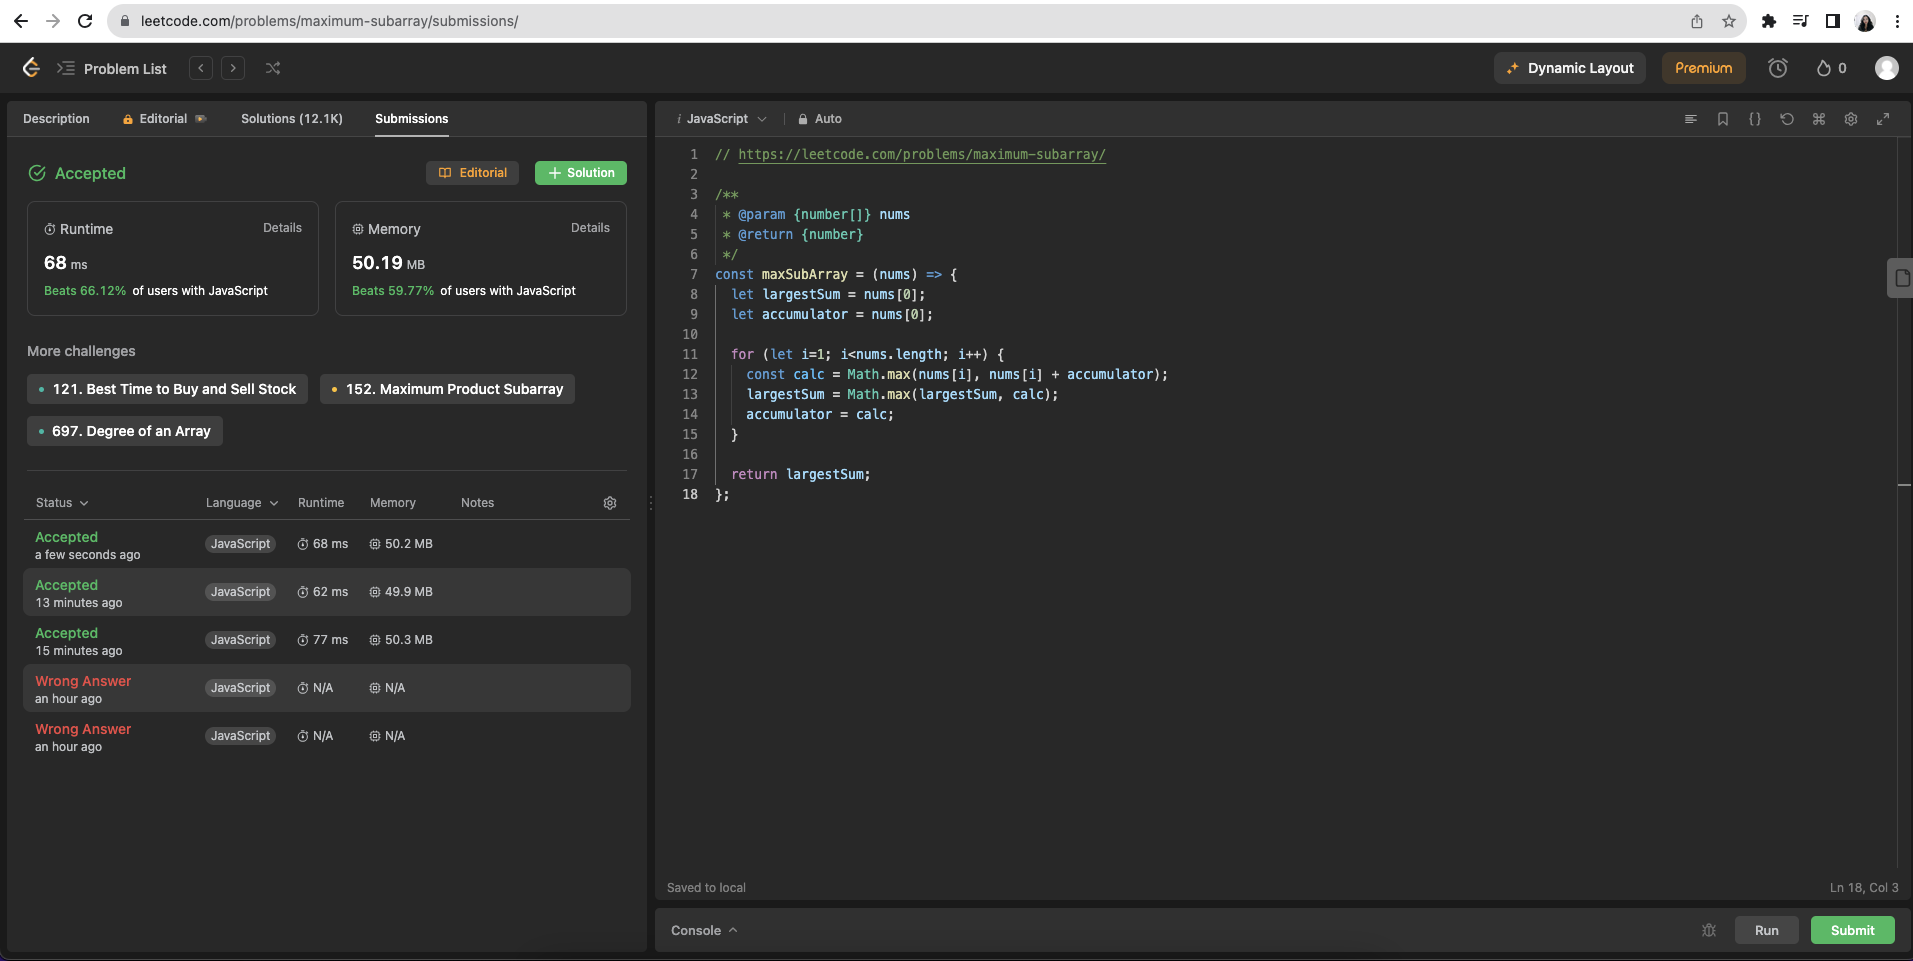 leetcode.com/problems/maximum-subarray/submissions/
Problem List
Dynamic Layout
Premium
0
Description
Editorial
Solutions (12.1K)
Submissions
Accepted
Editorial
Solution
Runtime
Details
68 ms
Beats 66.12% of users with JavaScript
Memory
Details
50.19 MB
Beats 59.77% of users with JavaScript
More challenges
121. Best Time to Buy and Sell Stock
152. Maximum Product Subarray
697. Degree of an Array
Status Language Runtime Memory Notes
Accepted
a few seconds ago
JavaScript 68 ms 50.2 MB
Accepted
13 minutes ago
JavaScript 62 ms 49.9 MB
Accepted
15 minutes ago
JavaScript 77 ms 50.3 MB
Wrong Answer
an hour ago
JavaScript N/A N/A
Wrong Answer
an hour ago
JavaScript N/A N/A
i JavaScript
Auto
1 // https://leetcode.com/problems/maximum-subarray/
2
3 /**
4  * @param {number[]} nums
5  * @return {number}
6  */
7 const maxSubArray = (nums) => {
8   let largestSum = nums[0];
9   let accumulator = nums[0];
10
11   for (let i=1; i<nums.length; i++) {
12     const calc = Math.max(nums[i], nums[i] + accumulator);
13     largestSum = Math.max(largestSum, calc);
14     accumulator = calc;
15   }
16
17   return largestSum;
18 };
Saved to local
Ln 18, Col 3
Console
Run
Submit